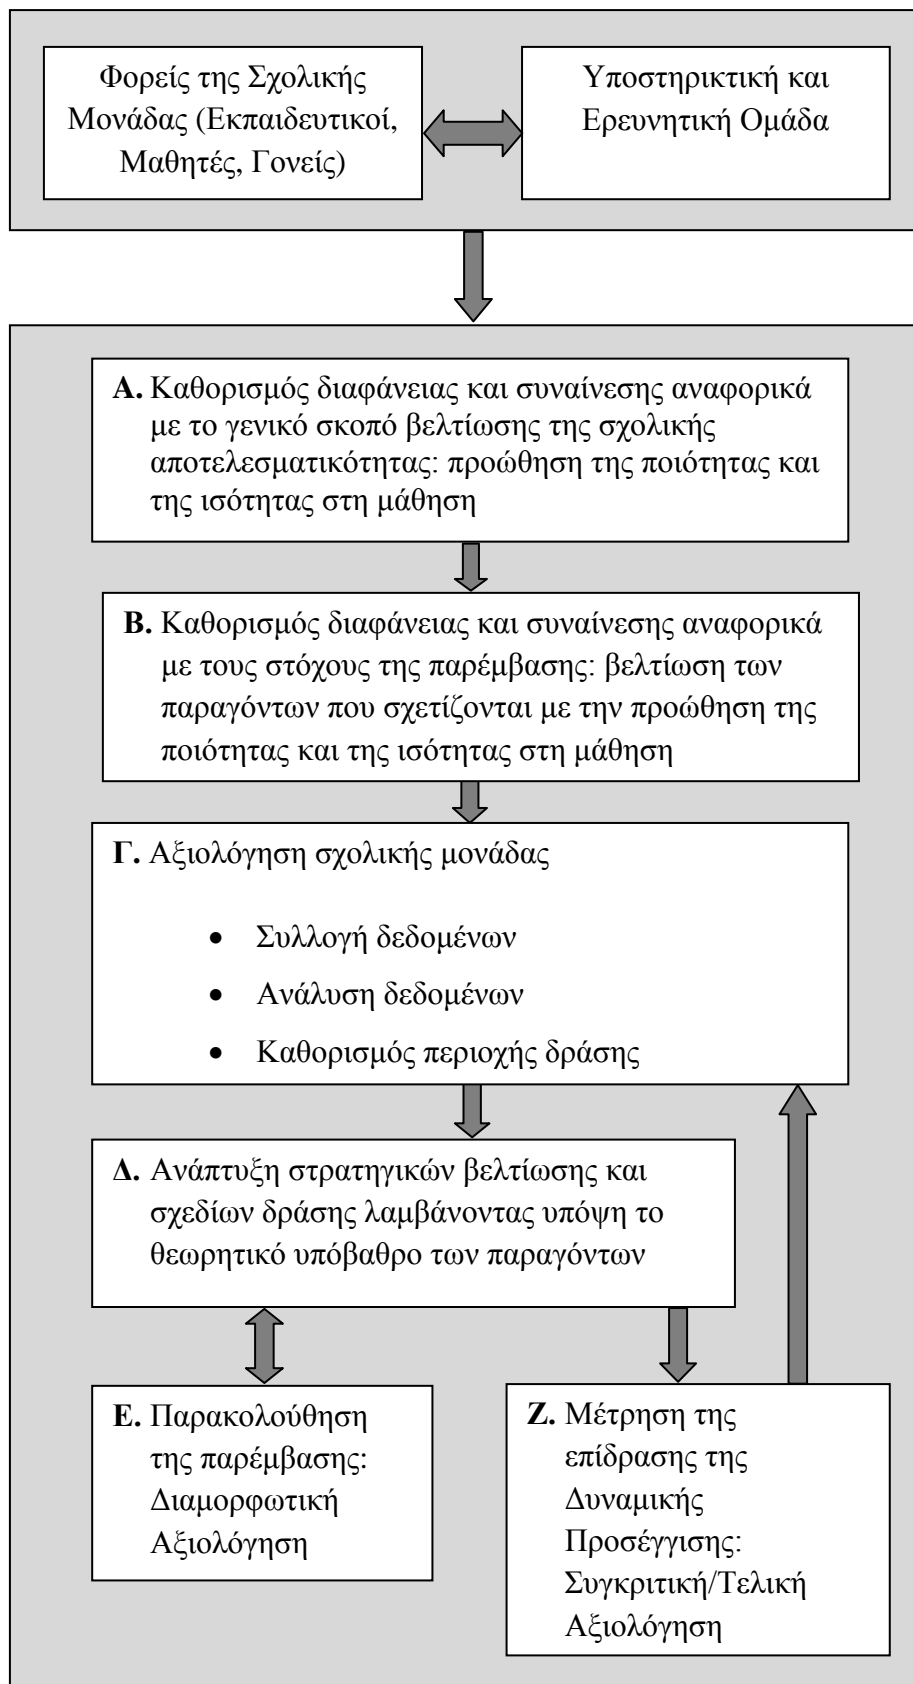 Φορείς της Σχολικής
Μονάδας (Εκπαιδευτικοί,
Μαθητές, Γονείς)
Υποστηρικτική και
Ερευνητική Ομάδα
Α. Καθορισμός διαφάνειας και συναίνεσης αναφορικά
με το γενικό σκοπό βελτίωσης της σχολικής
αποτελεσματικότητας: προώθηση της ποιότητας και
της ισότητας στη μάθηση
Β. Καθορισμός διαφάνειας και συναίνεσης αναφορικά
με τους στόχους της παρέμβασης: βελτίωση των
παραγόντων που σχετίζονται με την προώθηση της
ποιότητας και της ισότητας στη μάθηση
Γ. Αξιολόγηση σχολικής μονάδας
• Συλλογή δεδομένων
• Ανάλυση δεδομένων
• Καθορισμός περιοχής δράσης
Δ. Ανάπτυξη στρατηγικών βελτίωσης και
σχεδίων δράσης λαμβάνοντας υπόψη το
θεωρητικό υπόβαθρο των παραγόντων
Ε. Παρακολούθηση
της παρέμβασης:
Διαμορφωτική
Αξιολόγηση
Ζ. Μέτρηση της
επίδρασης της
Δυναμικής
Προσέγγισης:
Συγκριτική/Τελική
Αξιολόγηση